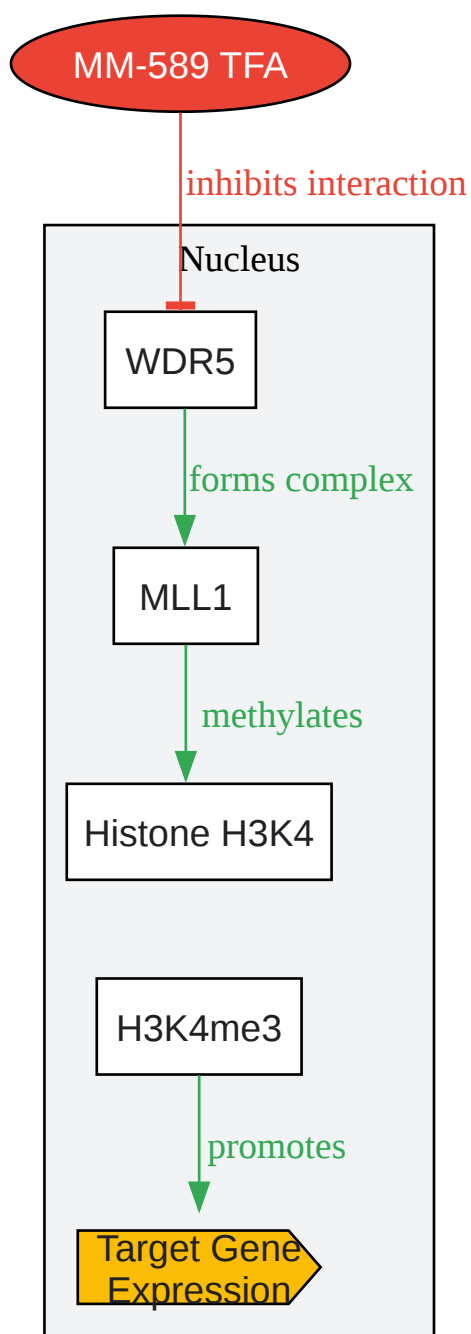 MM-589 TFA
inhibits interaction
Nucleus
WDR5
forms complex
MLL1
methylates
Histone H3K4
H3K4me3
promotes
Target Gene
Expression